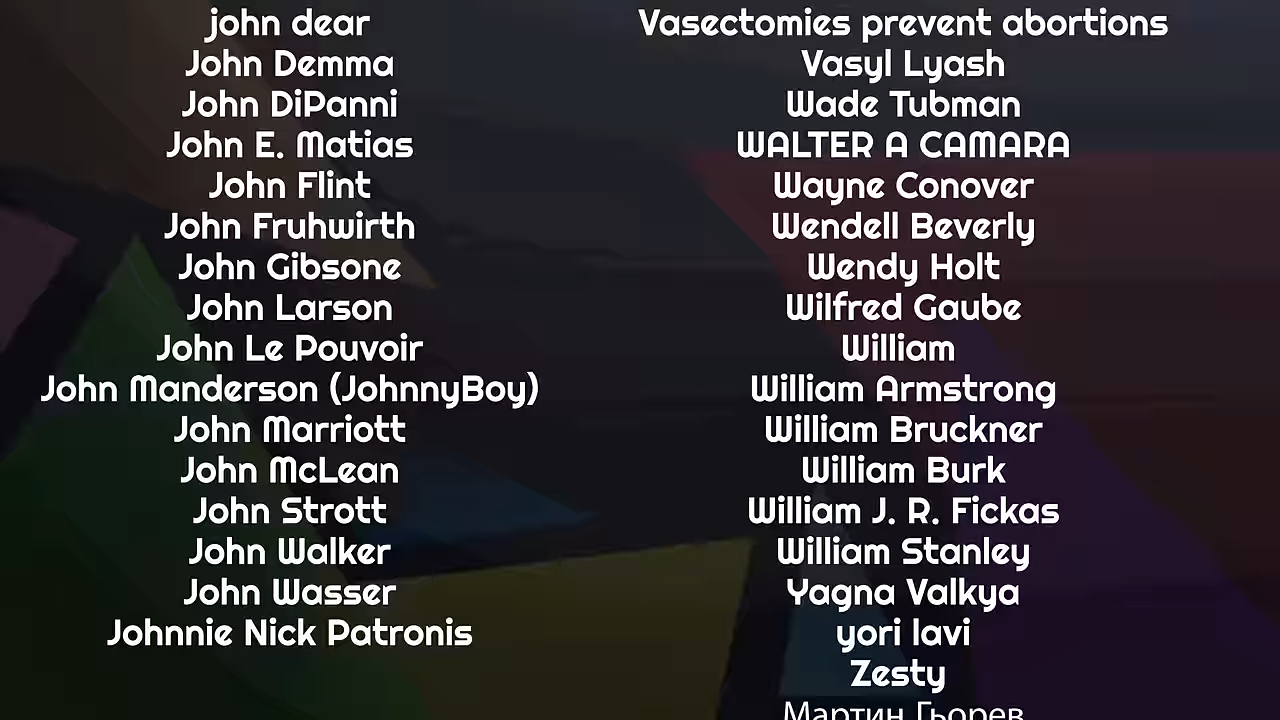 john dear
John Demma
John DiPanni
John E. Matias
John Flint
John Fruhwirth
John Gibsone
John Larson
John Le Pouvoir
John Manderson (JohnnyBoy)
John Marriott
John McLean
John Strott
John Walker
John Wasser
Johnnie Nick Patronis
Vasectomies prevent abortions
Vasyl Lyash
Wade Tubman
WALTER A CAMARA
Wayne Conover
Wendell Beverly
Wendy Holt
Wilfred Gaube
William
William Armstrong
William Bruckner
William Burk
William J. R. Fickas
William Stanley
Yagna Valkya
yori lavi
Zesty
Мартин Гьорев